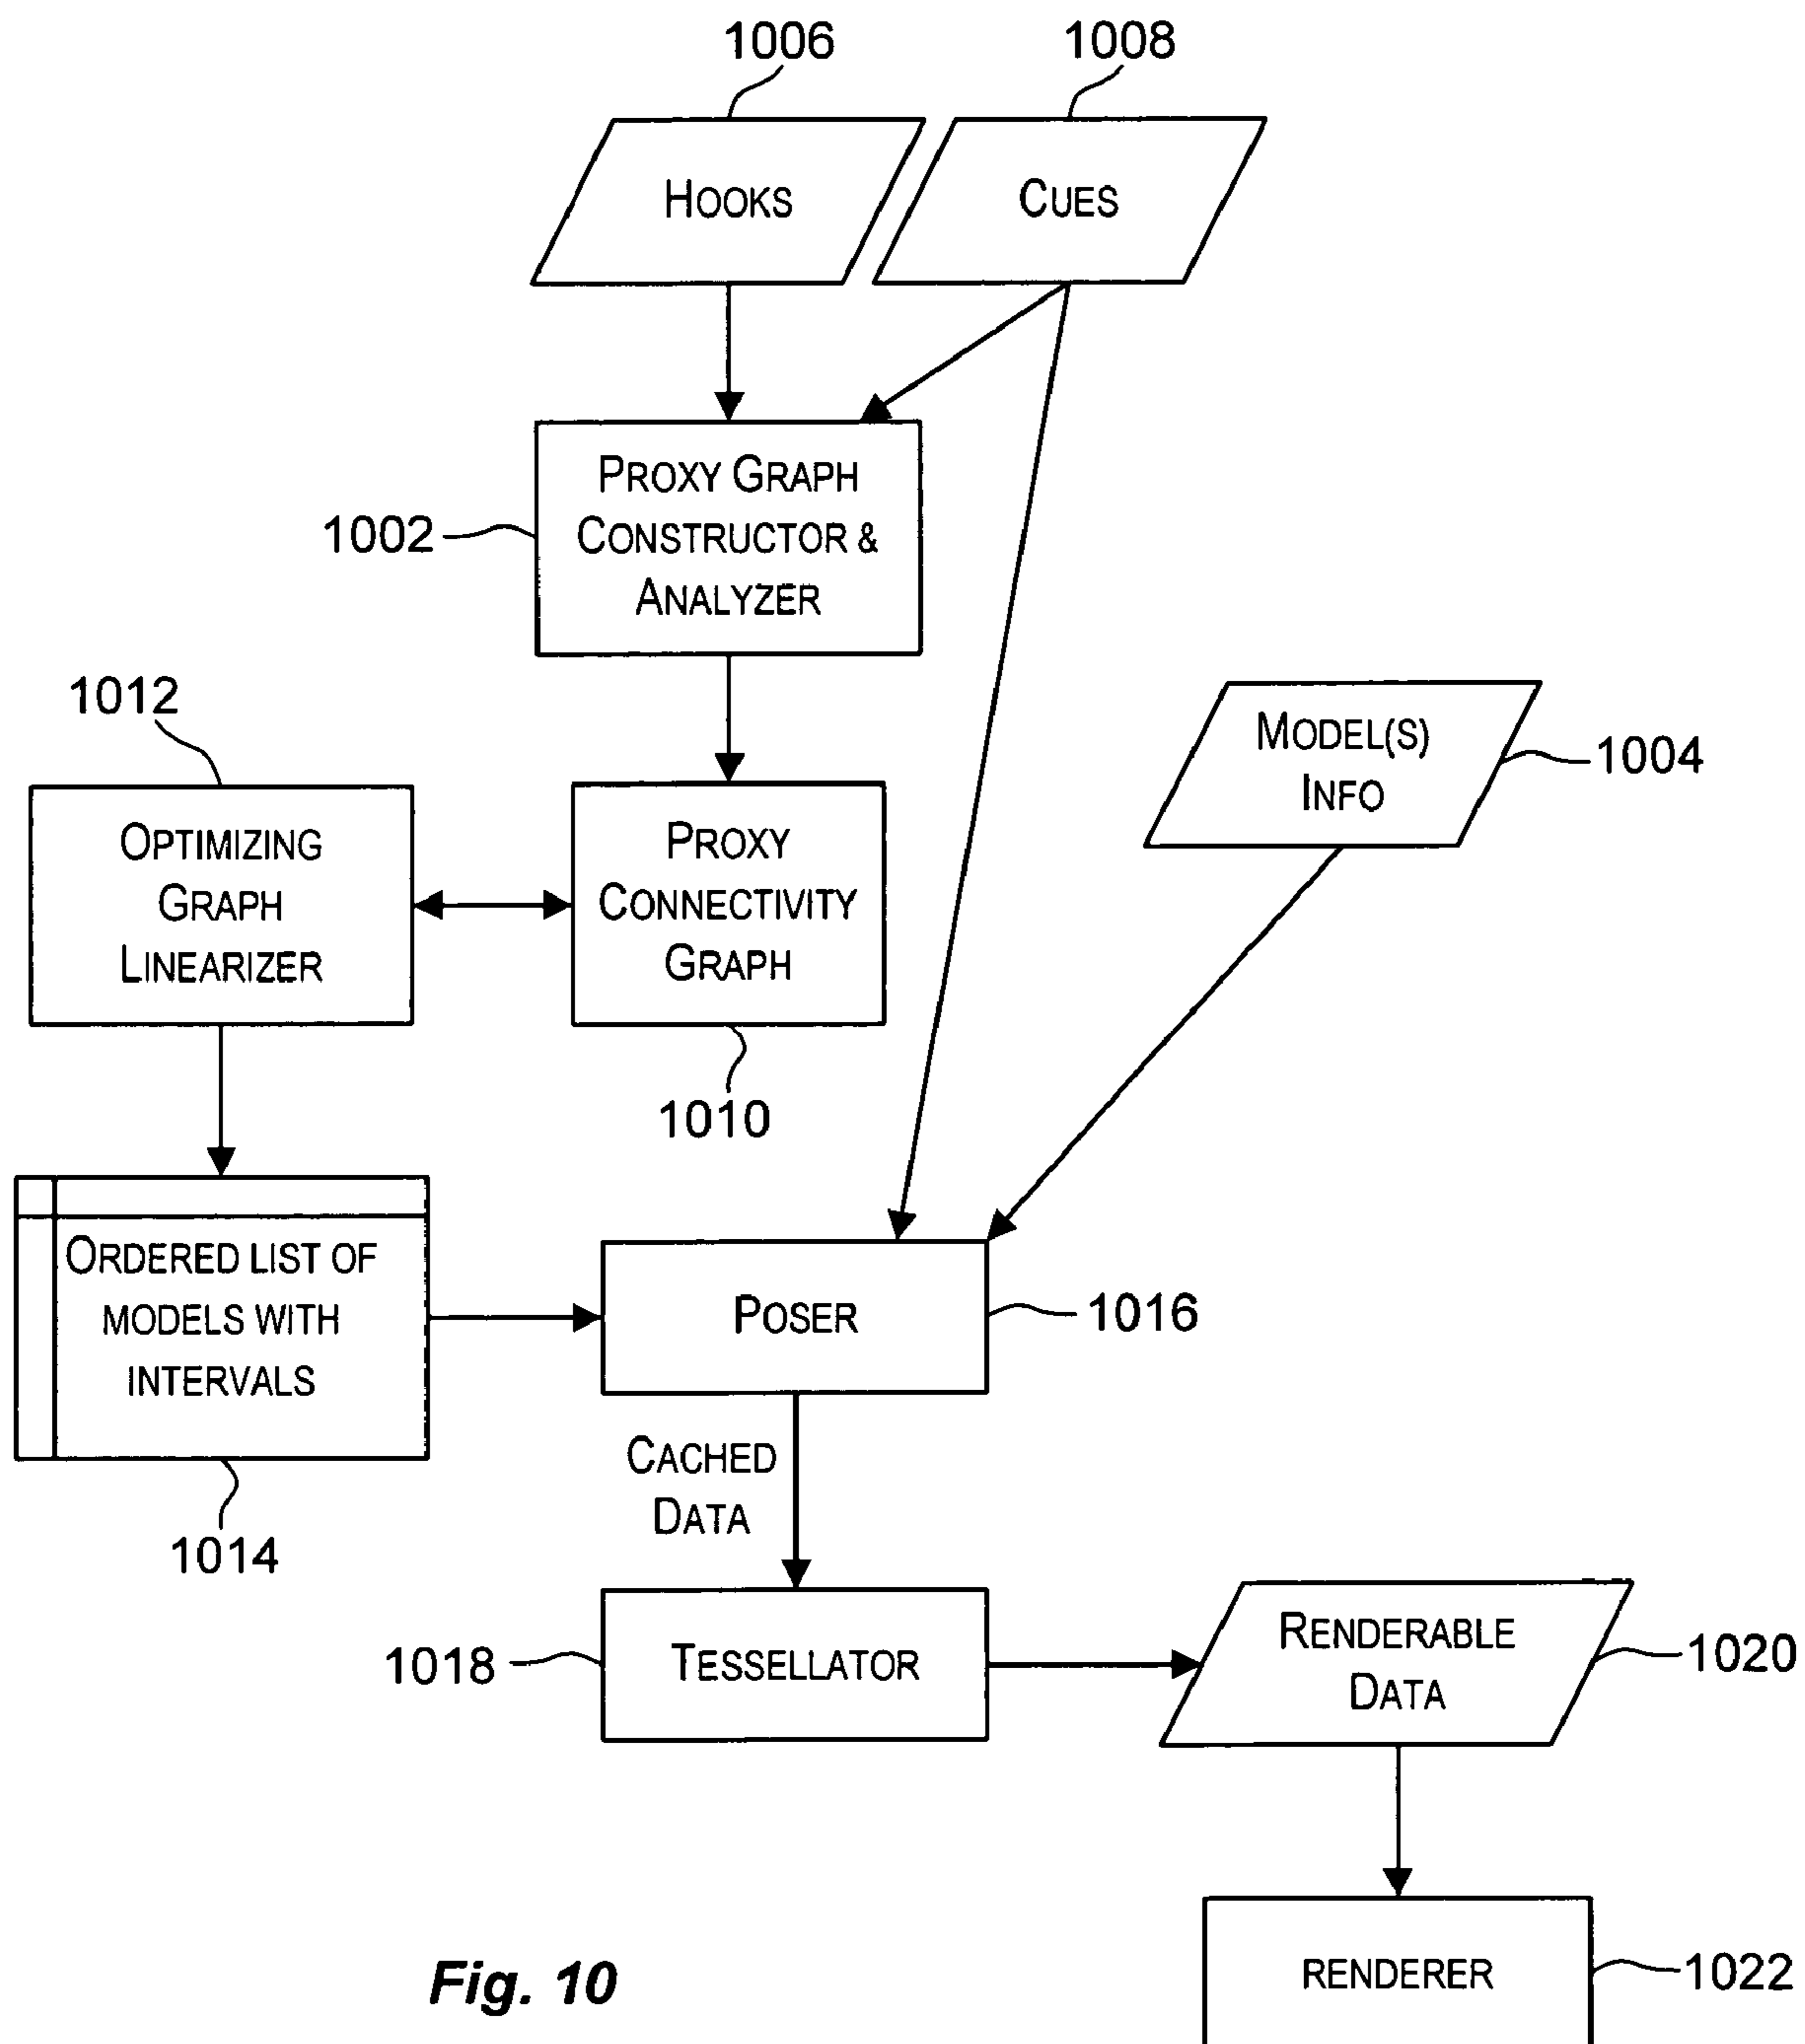 1006
1008
HOOKS
CUES
PROXY GRAPH
CONSTRUCTOR &
ANALYZER
1002
1012
MODEL(S)
INFO
1004
OPTIMIZING
GRAPH
LINEARIZER
PROXY
CONNECTIVITY
GRAPH
1010
ORDERED LIST OF
MODELS WITH
INTERVALS
POSER
1016
CACHED
DATA
1014
1018
TESSELLATOR
RENDERABLE
DATA
1020
Fig. 10
RENDERER
1022